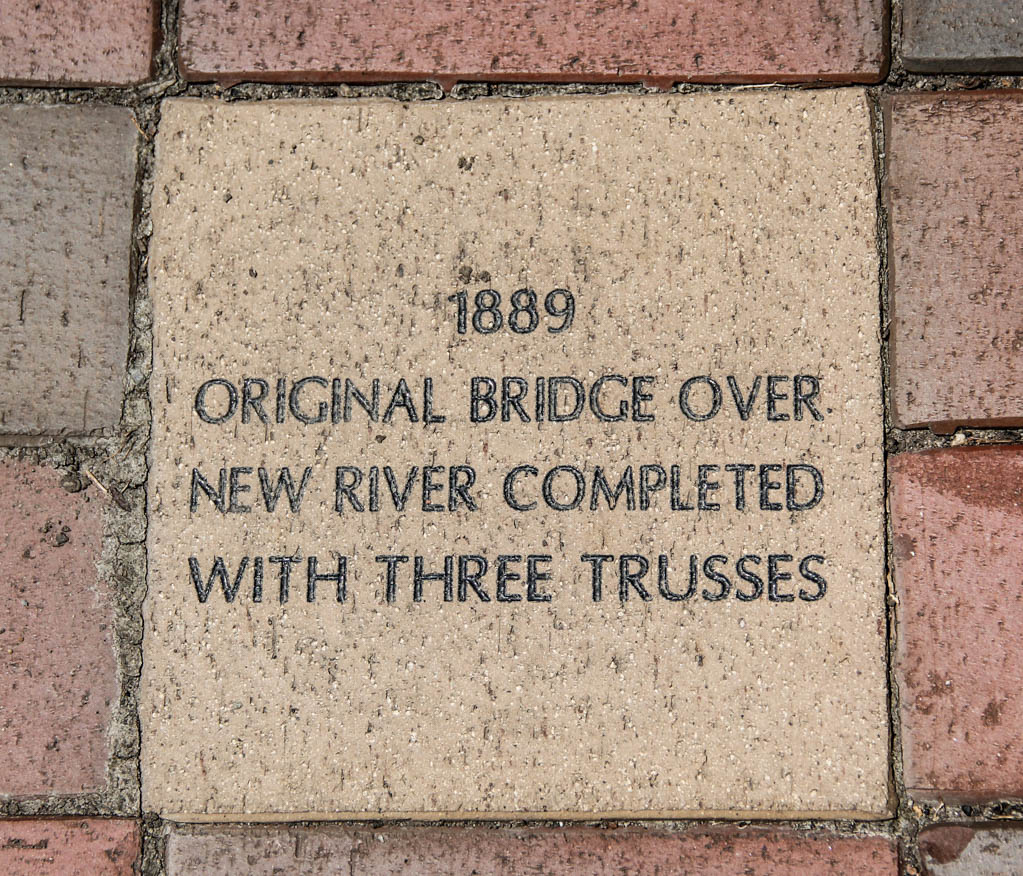 1889
ORIGINAL BRIDGE OVER
NEW RIVER COMPLETED
WITH THREE TRUSSES